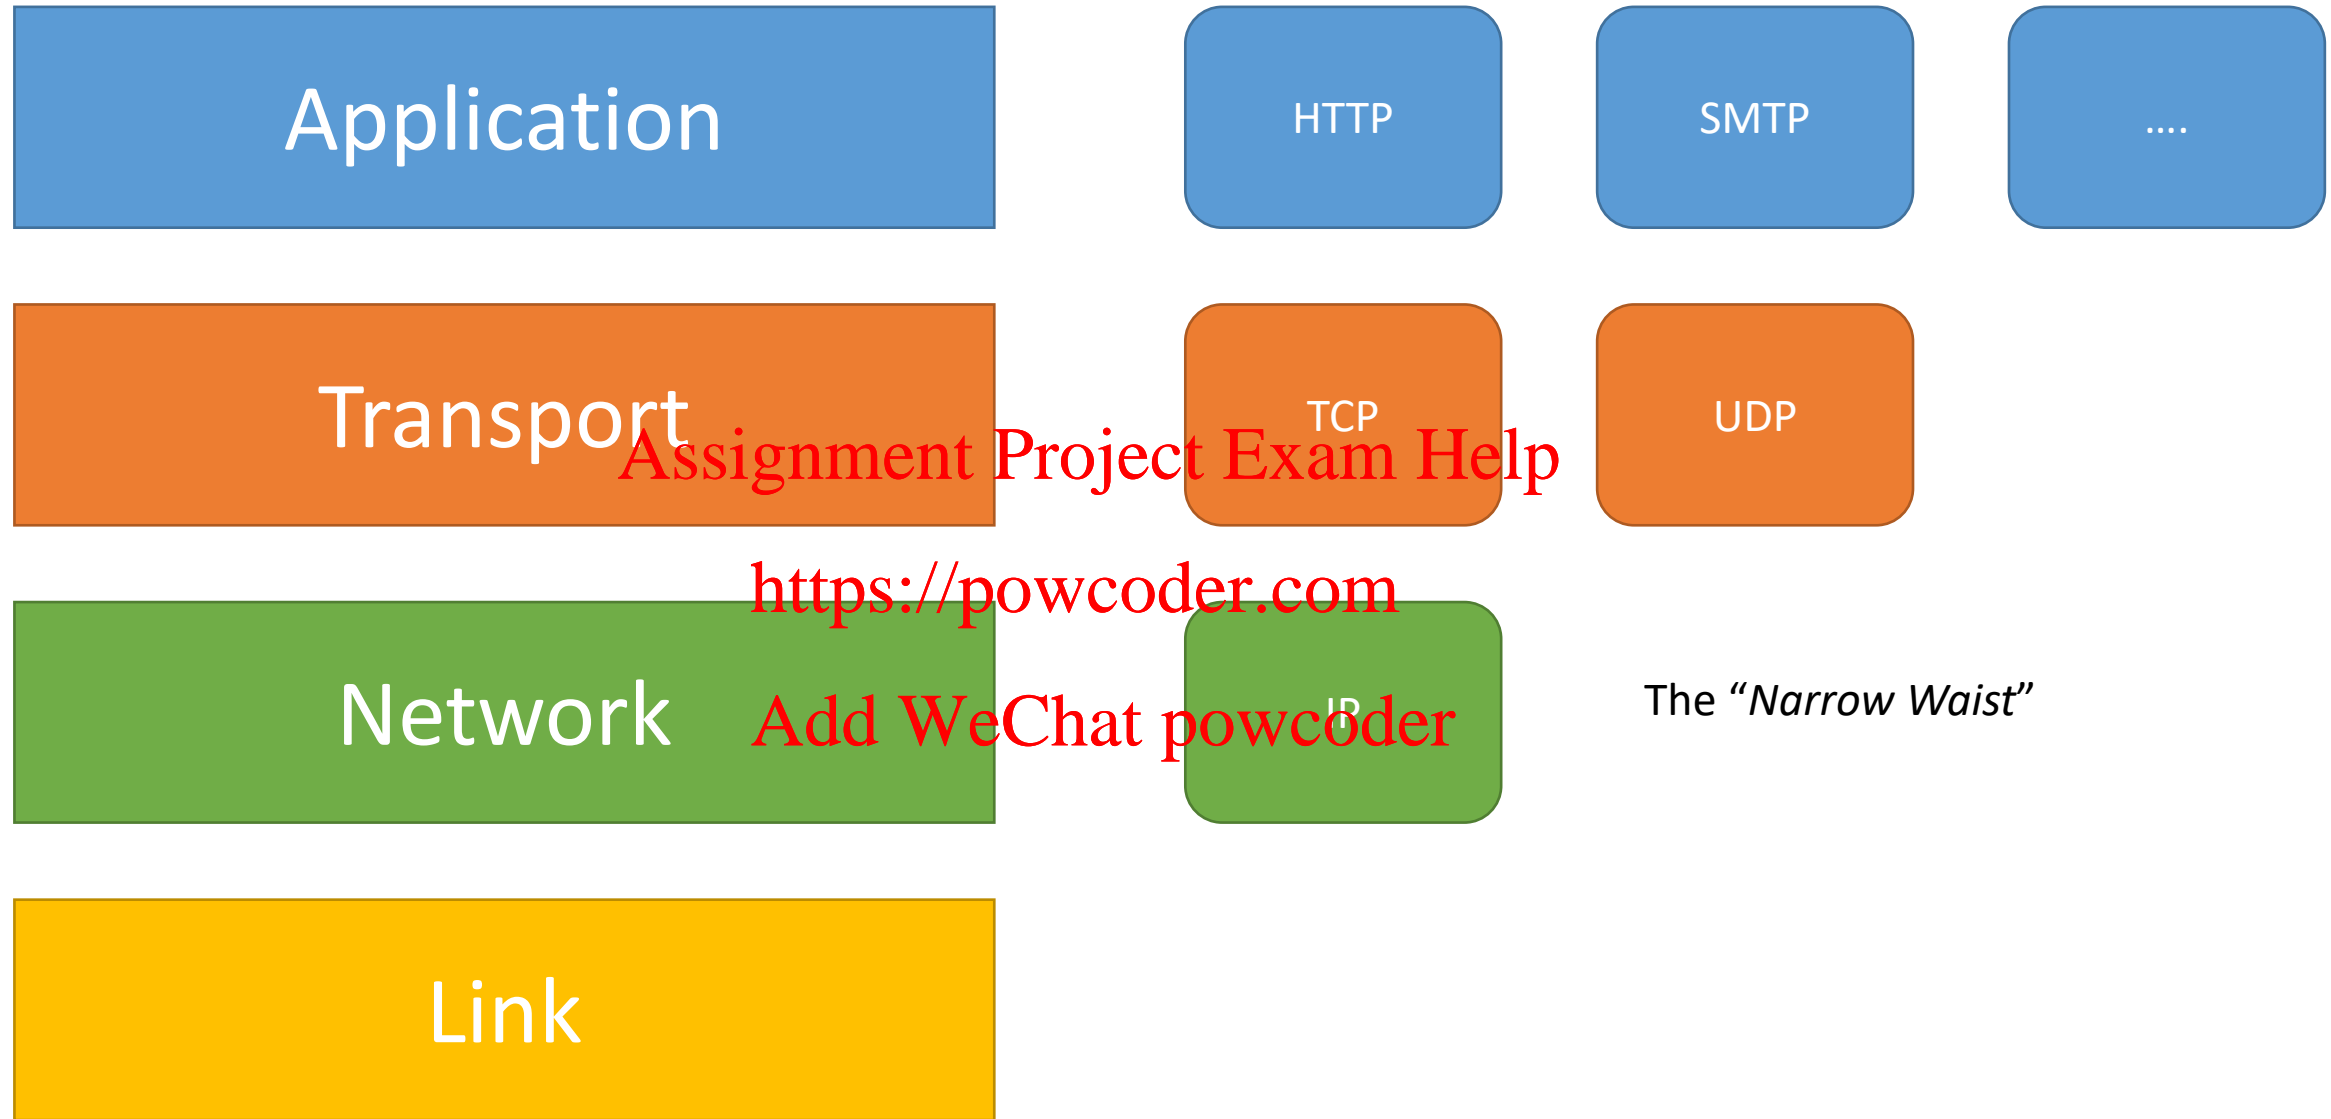 Application
HTTP
SMTP
....
Transport
TCP
UDP
Assignment Project Exam Help
https://powcoder.com
Network
Add WeChat powcoder
IP
The “Narrow Waist”
Link